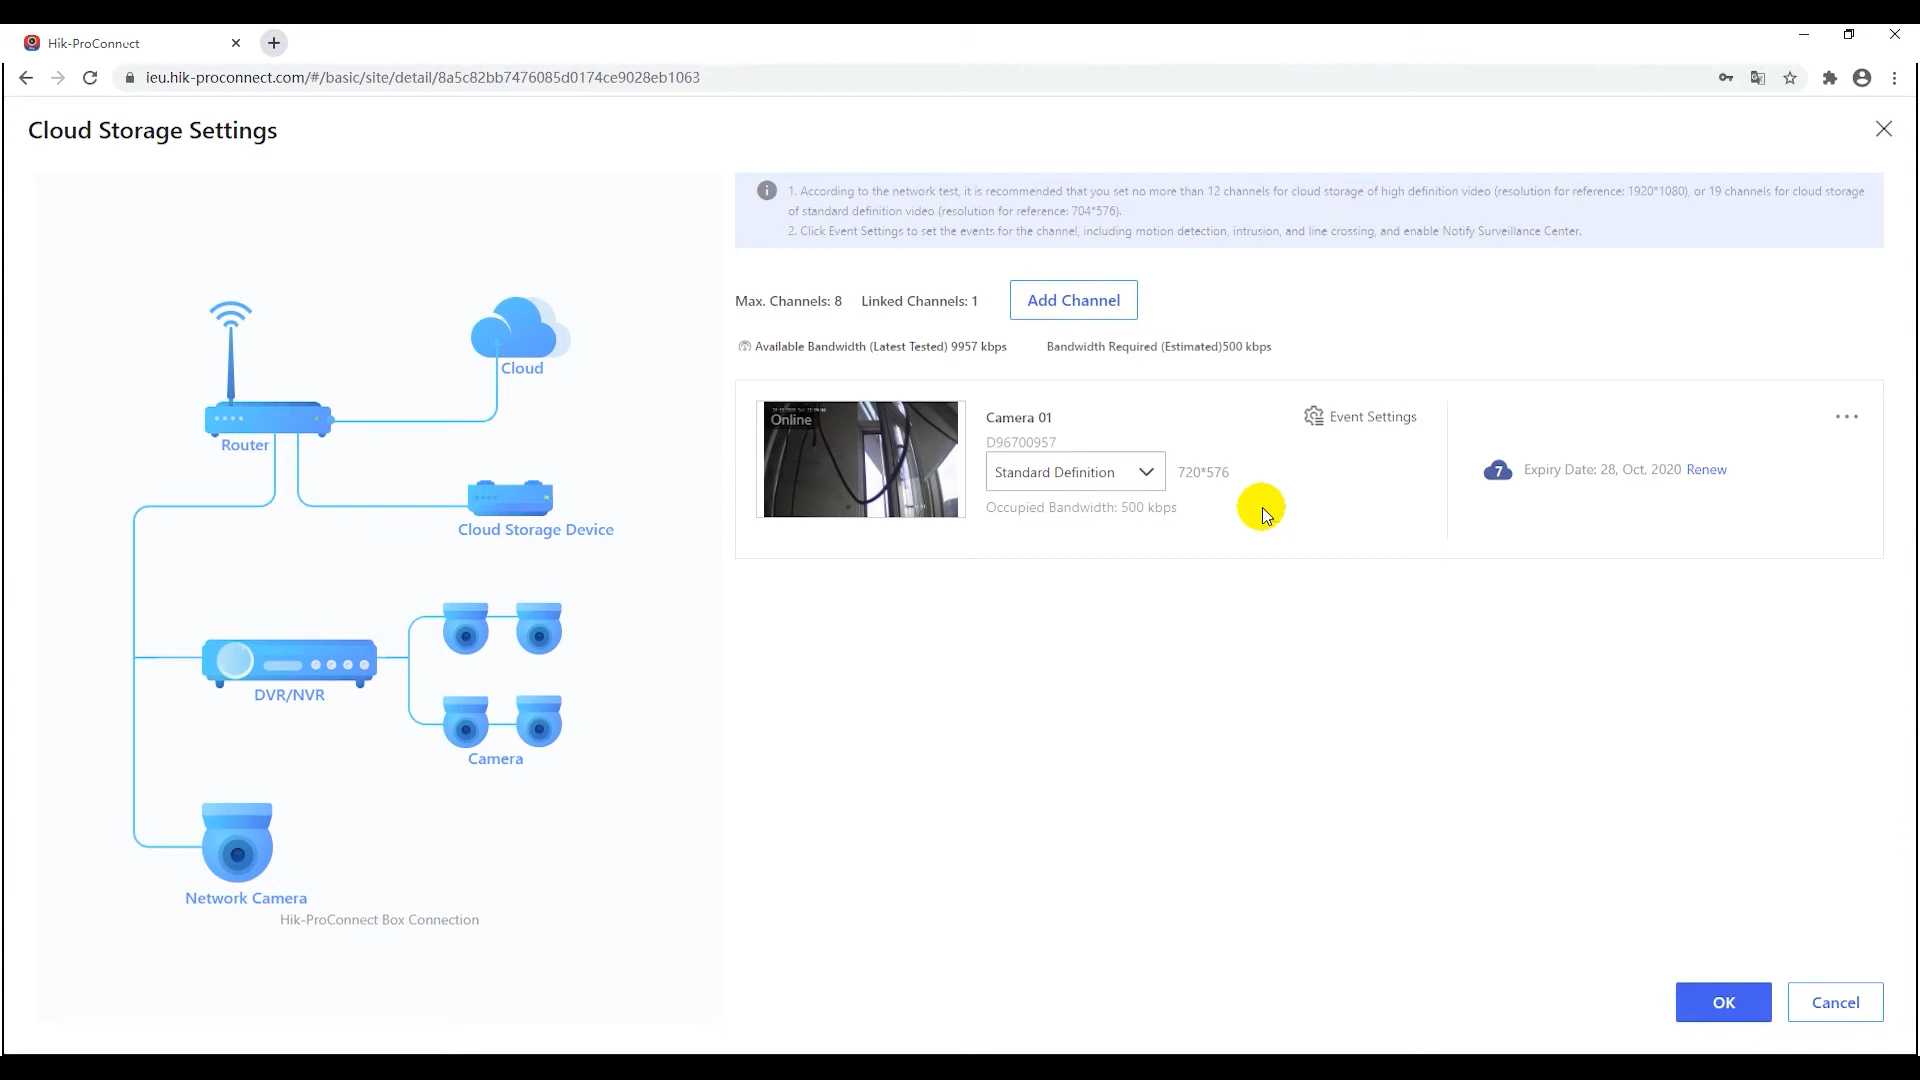 Hik-ProConnect
ieu.hik-proconnect.com/#/basic/site/detail/8a5c82bb7476085d0174ce9028eb1063
Cloud Storage Settings
1. According to the network test, it is recommended that you set no more than 12 channels for cloud storage of high definition video (resolution for reference: 1920*1080), or 19 channels for cloud storage
of standard definition video (resolution for reference: 704*576).
2. Click Event Settings to set the events for the channel, including motion detection, intrusion, and line crossing, and enable Notify Surveillance Center.
Max. Channels: 8 Linked Channels: 1 Add Channel
Available Bandwidth (Latest Tested) 9957 kbps Bandwidth Required (Estimated)500 kbps
Online
Camera 01
Event Settings
D96700957
Standard Definition 720*576
Occupied Bandwidth: 500 kbps
7 Expiry Date: 28, Oct, 2020 Renew
Cloud
Router
Cloud Storage Device
DVR/NVR
Camera
Network Camera
Hik-ProConnect Box Connection
OK Cancel